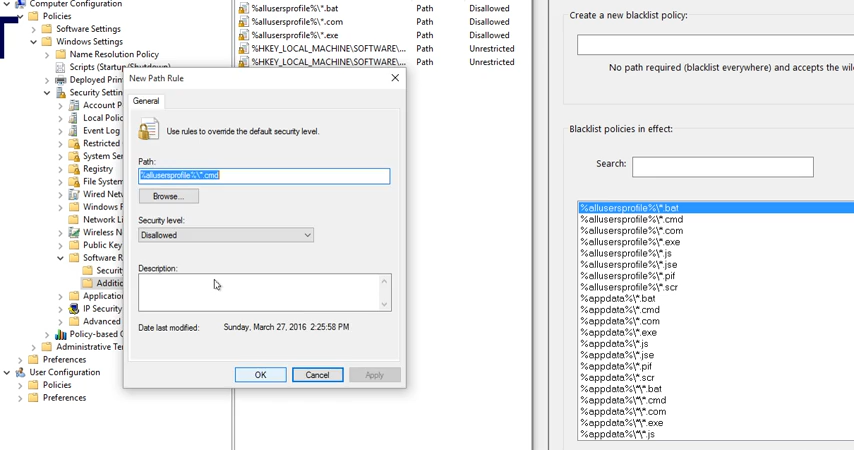 Computer Configuration
Policies
Software Settings
Windows Settings
Name Resolution Policy
Scripts (Startup/Shutdown)
Deployed Print
Security Settin
Account P
Local Polic
Event Log
Restricted
System Ser
Registry
File System
Wired Netw
Windows F
Network Li
Wireless N
Public Key
Software R
Security
Additio
Application
IP Security
Advanced
Policy-based Q
Administrative Te
Preferences
User Configuration
Policies
Preferences
%allusersprofile%\*.bat Path Disallowed
%allusersprofile%\*.com Path Disallowed
%allusersprofile%\*.exe Path Disallowed
%HKEY_LOCAL_MACHINE\SOFTWARE\... Path Unrestricted
%HKEY_LOCAL_MACHINE\SOFTWARE\... Path Unrestricted
New Path Rule
General
Use rules to override the default security level.
Path:
%allusersprofile%\*.cmd
Browse...
Security level:
Disallowed
Description:
Date last modified: Sunday, March 27, 2016 2:25:58 PM
OK Cancel Apply
Create a new blacklist policy:
No path required (blacklist everywhere) and accepts the wil
Blacklist policies in effect:
Search:
%allusersprofile%\*.bat
%allusersprofile%\*.cmd
%allusersprofile%\*.com
%allusersprofile%\*.exe
%allusersprofile%\*.js
%allusersprofile%\*.jse
%allusersprofile%\*.pif
%allusersprofile%\*.scr
%appdata%\*.bat
%appdata%\*.cmd
%appdata%\*.com
%appdata%\*.exe
%appdata%\*.js
%appdata%\*.jse
%appdata%\*.pif
%appdata%\*.scr
%appdata%\*\*.bat
%appdata%\*\*.cmd
%appdata%\*\*.com
%appdata%\*\*.exe
%appdata%\*\*.js